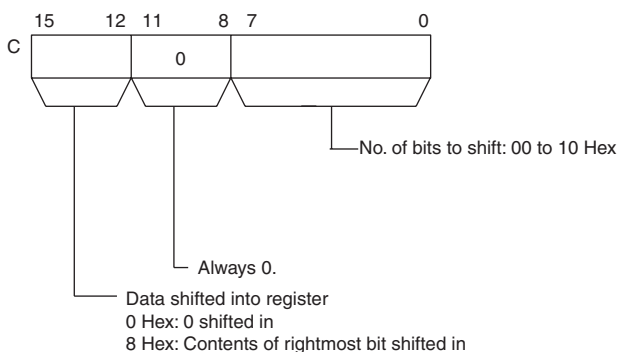 15 12 11 8 7 0
C
0
No. of bits to shift: 00 to 10 Hex
Always 0.
Data shifted into register
0 Hex: 0 shifted in
8 Hex: Contents of rightmost bit shifted in